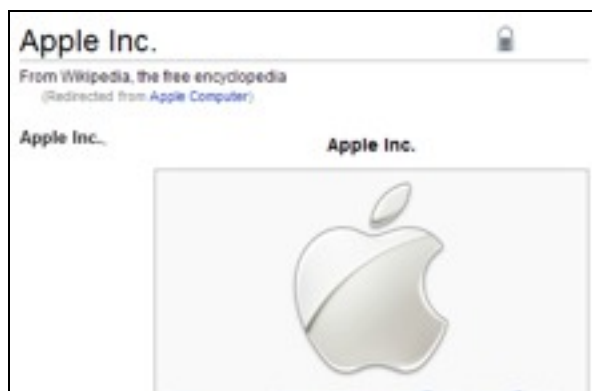 Apple Inc.
From Wikipedia, the free encyclopedia
(Redirected from Apple Computer)
Apple Inc.,
Apple Inc.